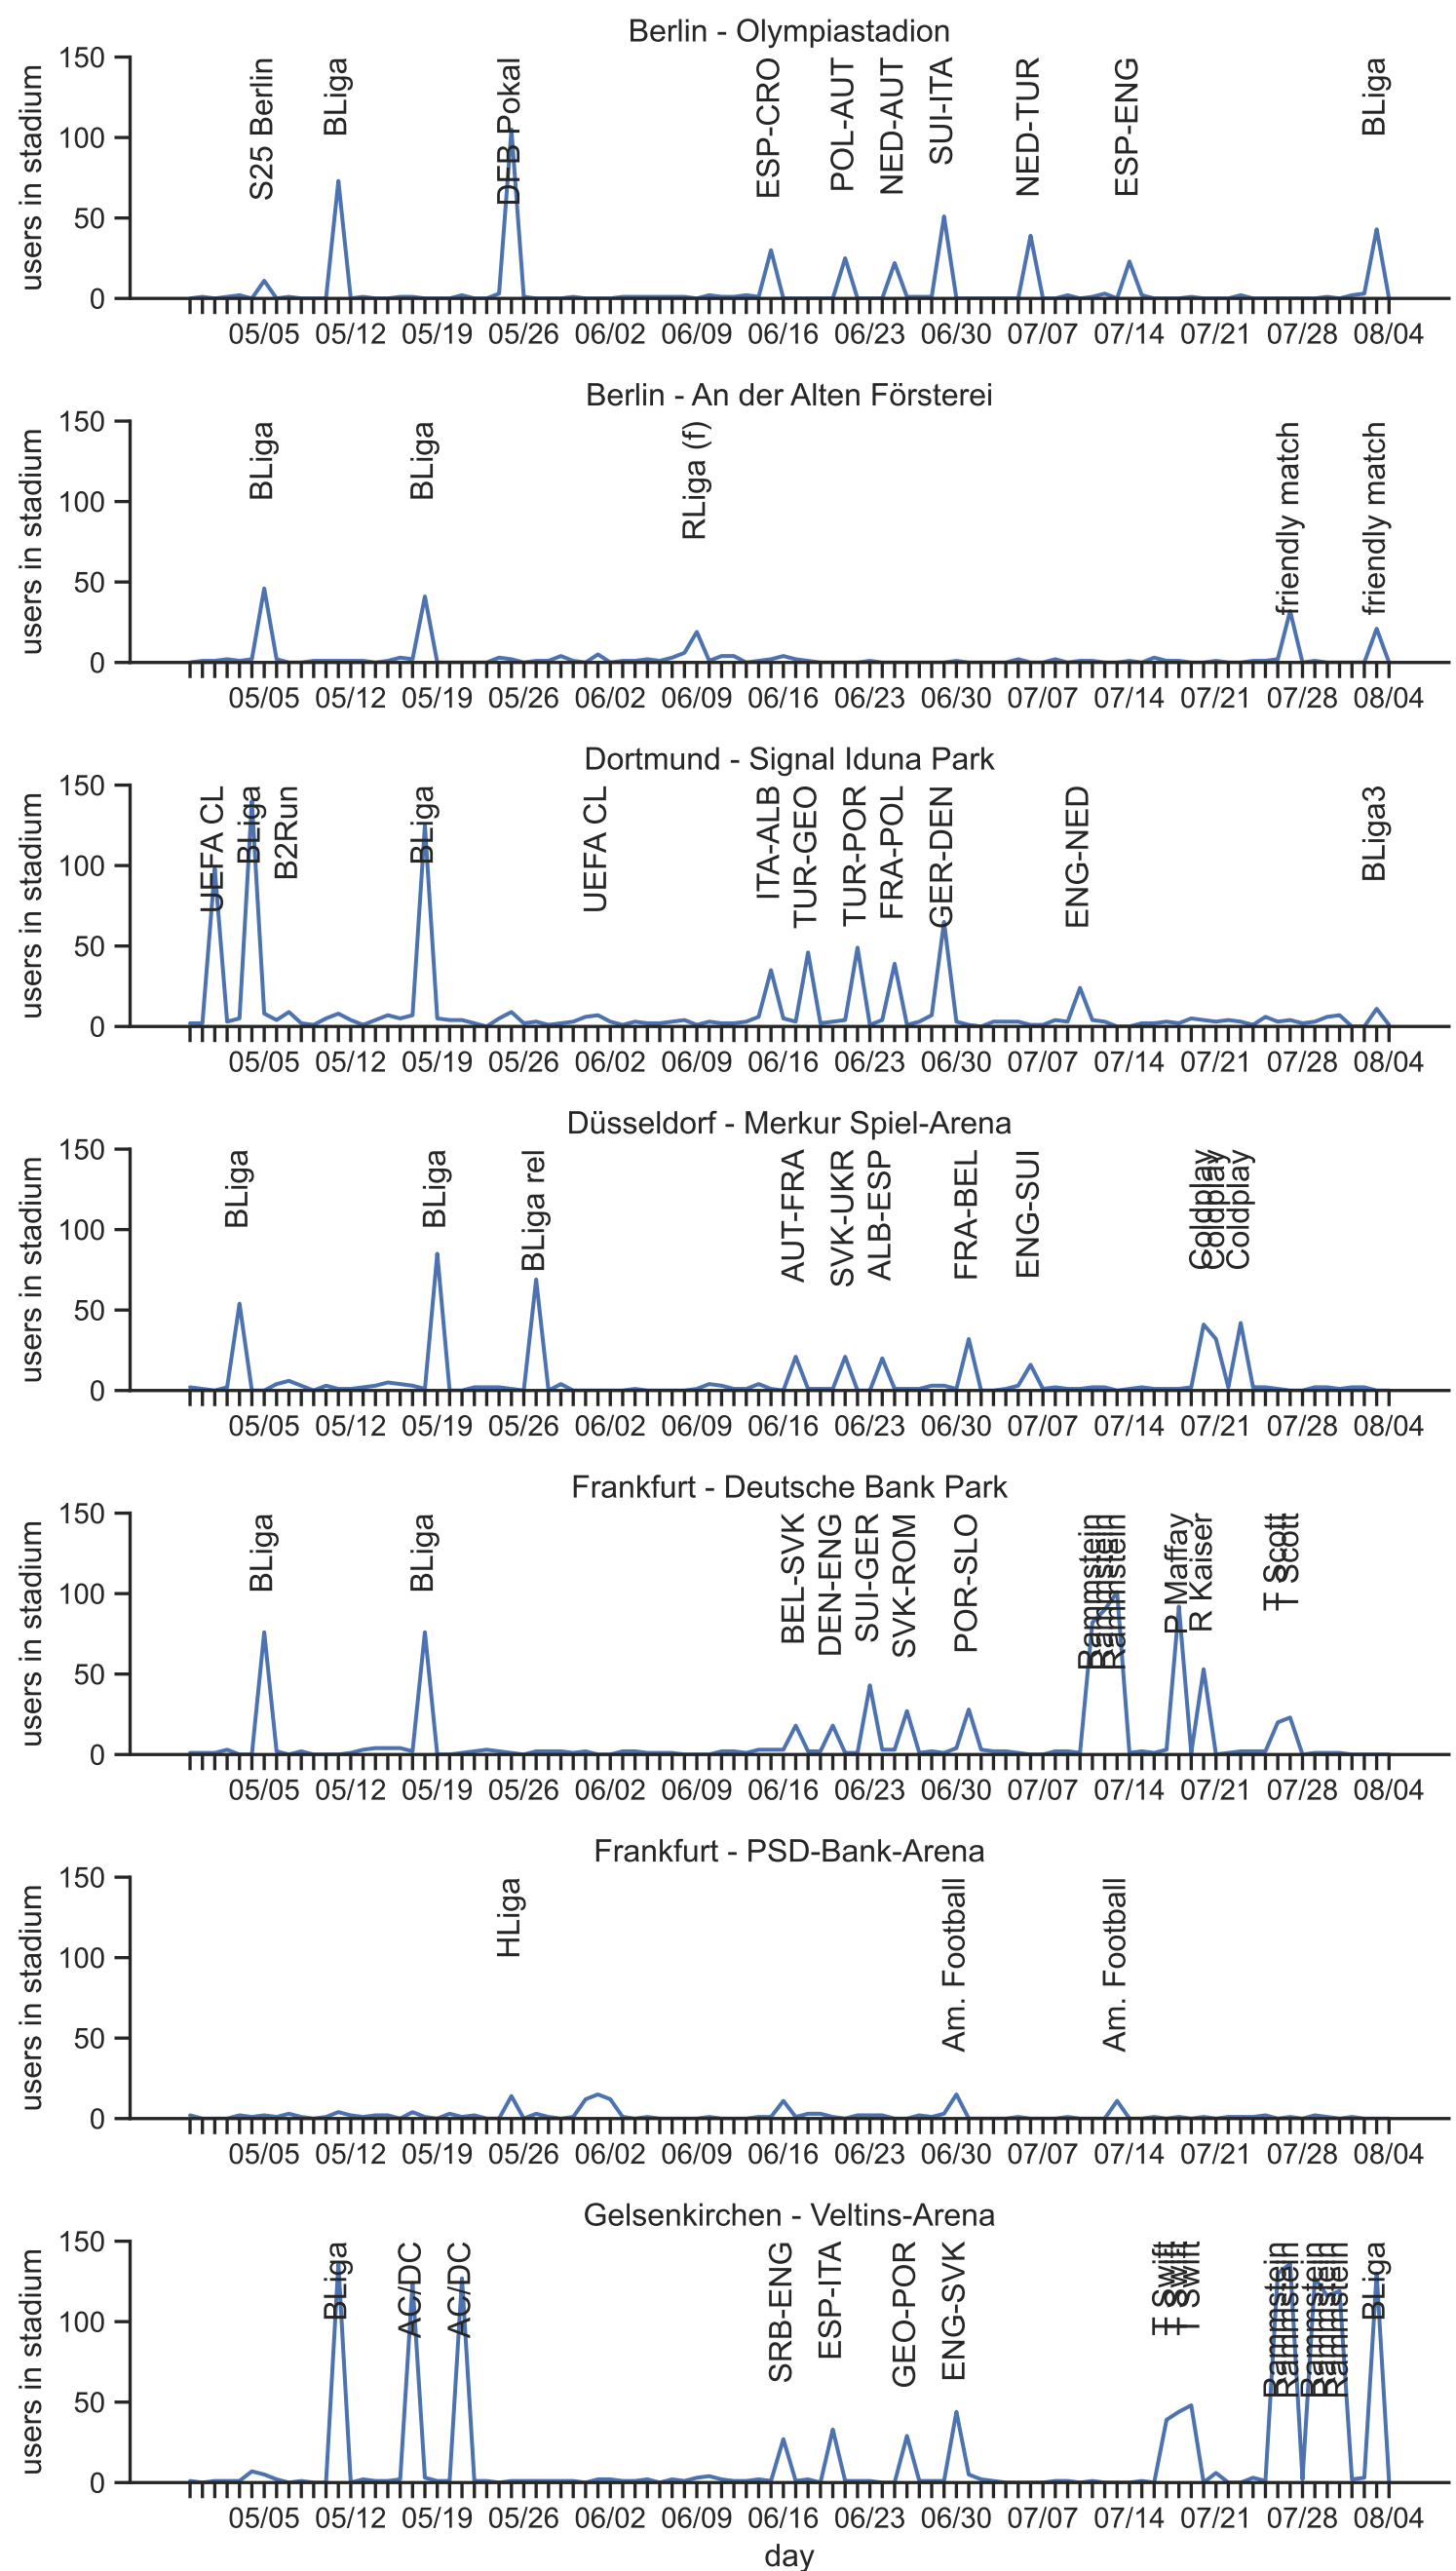 Berlin - Olympiastadion
users in stadium
150
100
50
0
S25 Berlin
BLiga
DFB Pokal
ESP-CRO
POL-AUT
NED-AUT
SUI-ITA
NED-TUR
ESP-ENG
BLiga
05/05 05/12 05/19 05/26 06/02 06/09 06/16 06/23 06/30 07/07 07/14 07/21 07/28 08/04
Berlin - An der Alten Försterei
users in stadium
150
100
50
0
BLiga
BLiga
RLiga (f)
friendly match
friendly match
05/05 05/12 05/19 05/26 06/02 06/09 06/16 06/23 06/30 07/07 07/14 07/21 07/28 08/04
Dortmund - Signal Iduna Park
users in stadium
150
100
50
0
UEFA CL
BLiga
B2Run
BLiga
UEFA CL
ITA-ALB
TUR-GEO
TUR-POR
FRA-POL
GER-DEN
ENG-NED
BLiga3
05/05 05/12 05/19 05/26 06/02 06/09 06/16 06/23 06/30 07/07 07/14 07/21 07/28 08/04
Düsseldorf - Merkur Spiel-Arena
users in stadium
150
100
50
0
BLiga
BLiga
BLiga rel
AUT-FRA
SVK-UKR
ALB-ESP
FRA-BEL
ENG-SUI
Coldplay
Coldplay
Coldplay
05/05 05/12 05/19 05/26 06/02 06/09 06/16 06/23 06/30 07/07 07/14 07/21 07/28 08/04
Frankfurt - Deutsche Bank Park
users in stadium
150
100
50
0
BLiga
BLiga
BEL-SVK
DEN-ENG
SUI-GER
SVK-ROM
POR-SLO
Rammstein
Rammstein
Rammstein
P Maffay
R Kaiser
T Scott
T Scott
05/05 05/12 05/19 05/26 06/02 06/09 06/16 06/23 06/30 07/07 07/14 07/21 07/28 08/04
Frankfurt - PSD-Bank-Arena
users in stadium
150
100
50
0
HLiga
Am. Football
Am. Football
05/05 05/12 05/19 05/26 06/02 06/09 06/16 06/23 06/30 07/07 07/14 07/21 07/28 08/04
Gelsenkirchen - Veltins-Arena
users in stadium
150
100
50
0
BLiga
AC/DC
AC/DC
SRB-ENG
ESP-ITA
GEO-POR
ENG-SVK
T Swift
T Swift
T Swift
Rammstein
Rammstein
Rammstein
Rammstein
Rammstein
BLiga
05/05 05/12 05/19 05/26 06/02 06/09 06/16 06/23 06/30 07/07 07/14 07/21 07/28 08/04
day